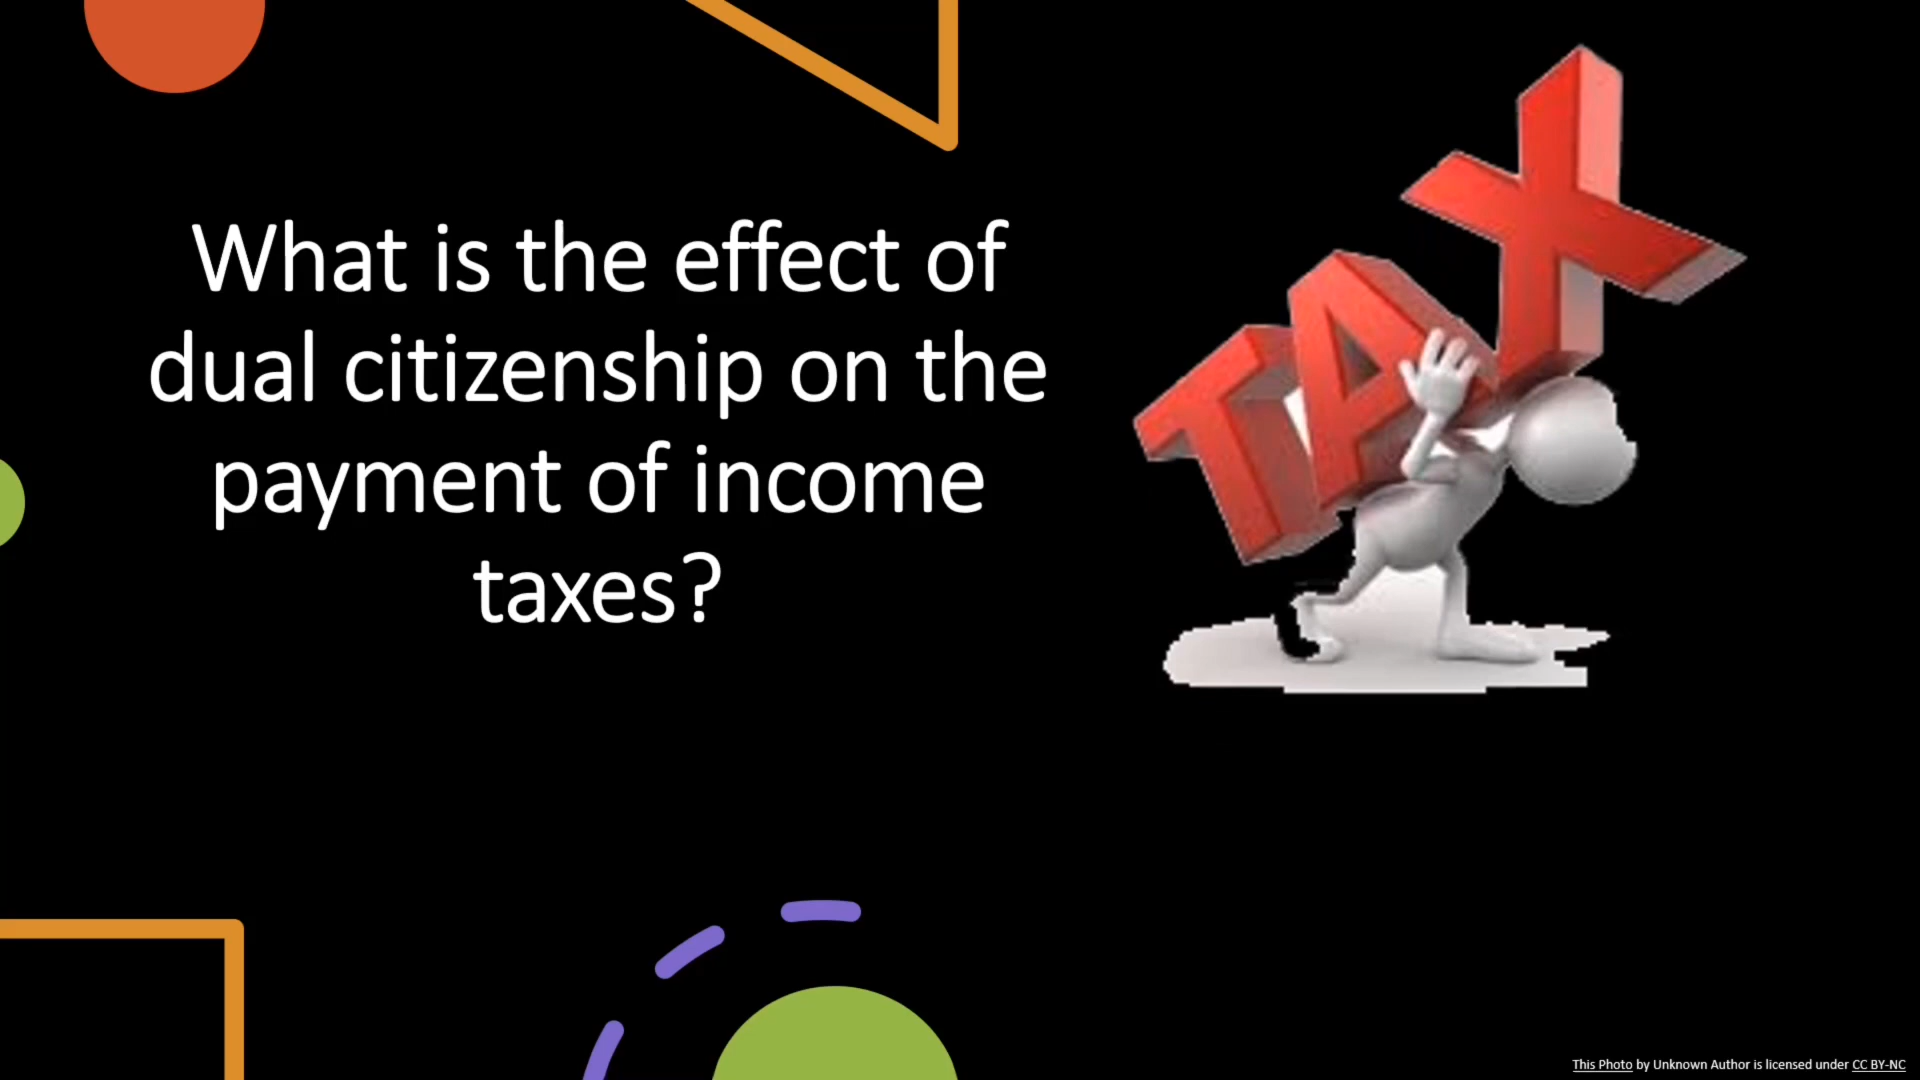 What is the effect of
dual citizenship on the
payment of income
taxes?
TAX
This Photo by Unknown Author is licensed under CC BY-NC